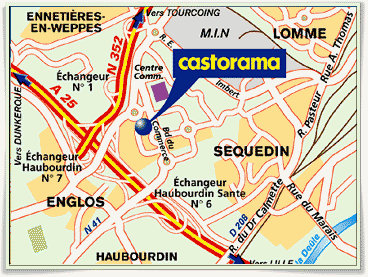 ENNETIÈRES-
EN-WEPPES
Vers TOURCOING
M.I.N
LOMME
R.E.
N 352
Centre
Comm.
castorama
Rue A. Thomas
Échangeur
N° 1
Imbert
A 25
Vers DUNKERQUE
R. Pasteur
Bd du
Commerce
SEQUEDIN
Échangeur
Haubourdin
N° 7
Échangeur
Haubourdin Sante
N° 6
ENGLOS
N 41
D 208
R. du Dr Calmette
Rue du Marais
la Deûle
HAUBOURDIN
Vers LILLE